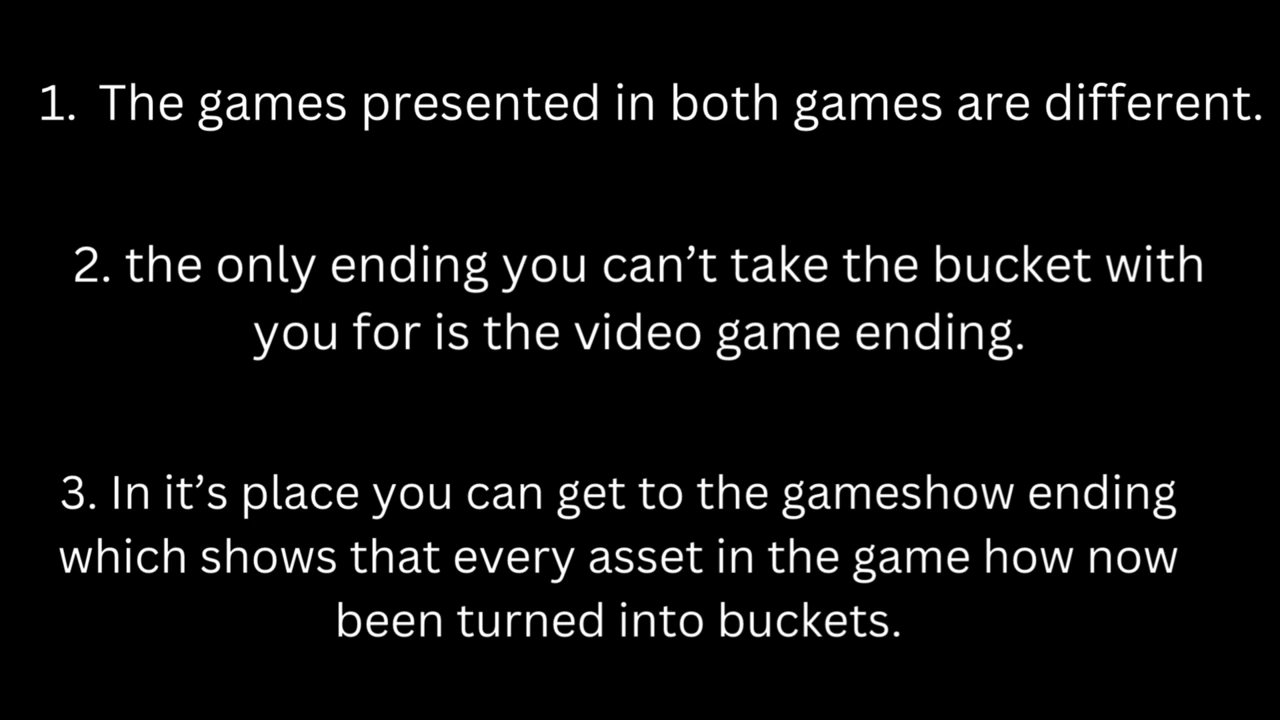 1. The games presented in both games are different.
2. the only ending you can’t take the bucket with
you for is the video game ending.
3. In it’s place you can get to the gameshow ending
which shows that every asset in the game how now
been turned into buckets.